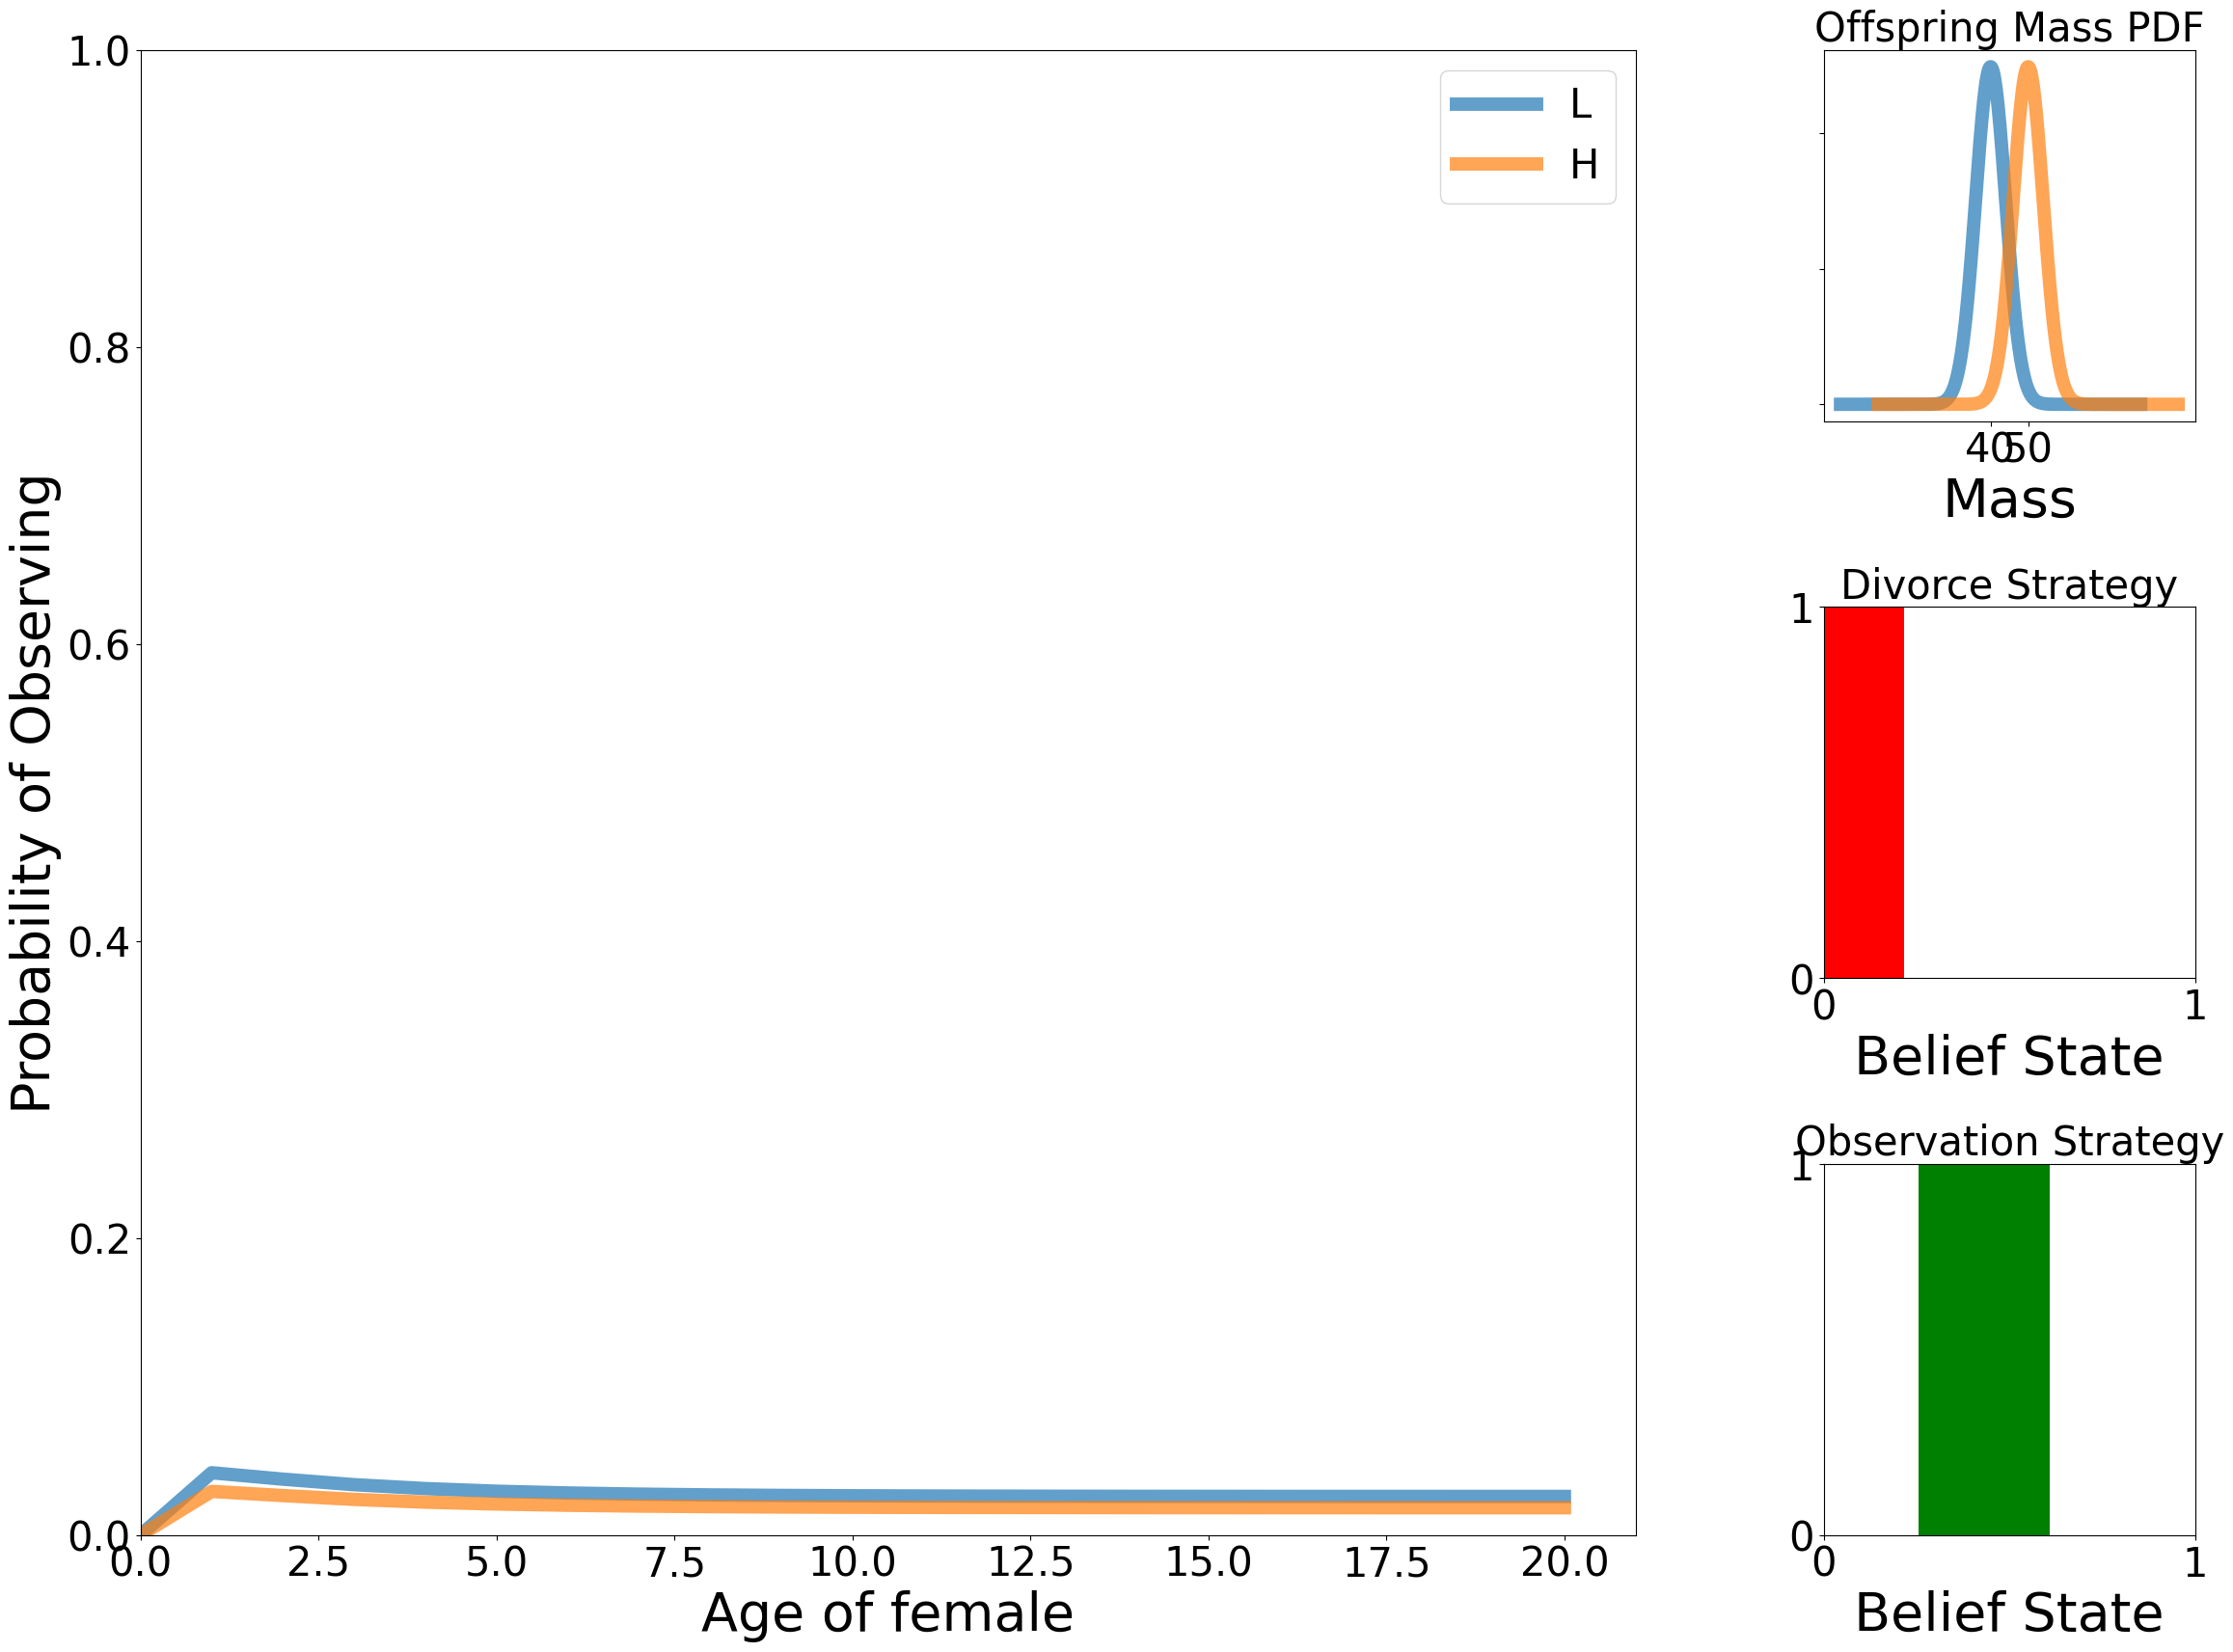 Probability of Observing
1.0
0.8
0.6
0.4
0.2
0.0
0.0 2.5 5.0 7.5 10.0 12.5 15.0 17.5 20.0
Age of female
L
H
Offspring Mass PDF
40 50
Mass
Divorce Strategy
1
0
0 1
Belief State
Observation Strategy
1
0
0 1
Belief State